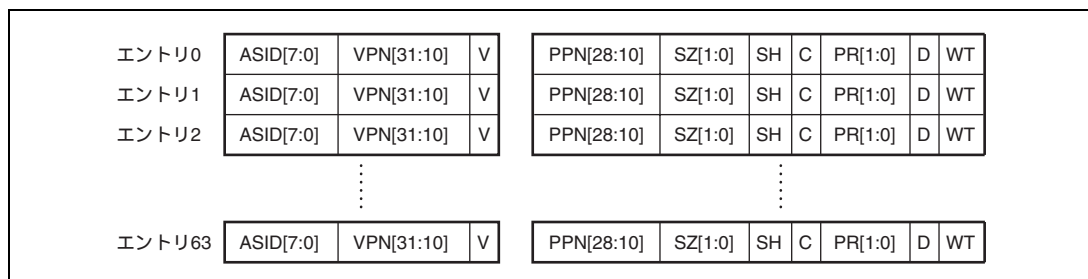 エントリ0 ASID[7:0] VPN[31:10] V PPN[28:10] SZ[1:0] SH C PR[1:0] D WT
エントリ1 ASID[7:0] VPN[31:10] V PPN[28:10] SZ[1:0] SH C PR[1:0] D WT
エントリ2 ASID[7:0] VPN[31:10] V PPN[28:10] SZ[1:0] SH C PR[1:0] D WT
エントリ63 ASID[7:0] VPN[31:10] V PPN[28:10] SZ[1:0] SH C PR[1:0] D WT